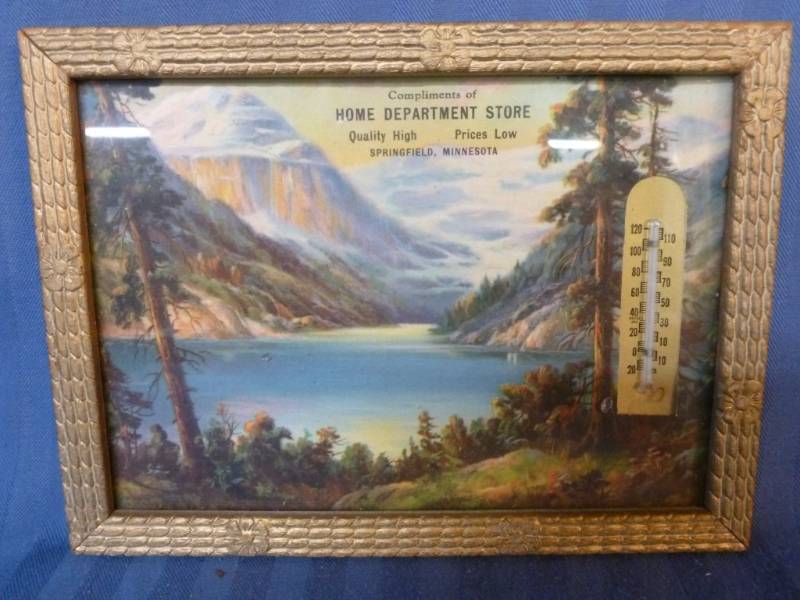 Compliments of
HOME DEPARTMENT STORE
Quality High Prices Low
SPRINGFIELD, MINNESOTA
120 110
100 90
80 70
60 50
40 30
20 10
0 10
20